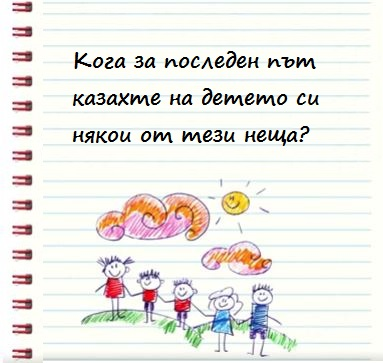 Кога за последен път
казахте на детето си
някои от тези неща?